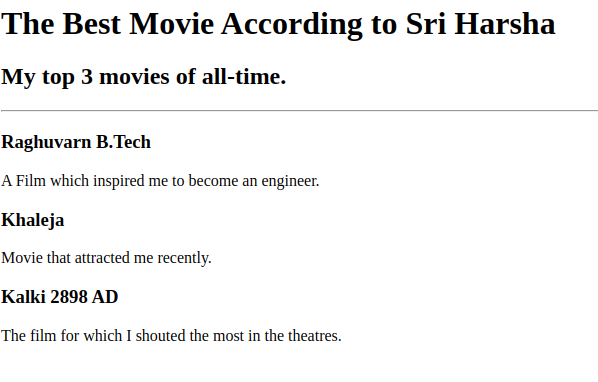 The Best Movie According to Sri Harsha
My top 3 movies of all-time.
Raghuvarn B.Tech
A Film which inspired me to become an engineer.
Khaleja
Movie that attracted me recently.
Kalki 2898 AD
The film for which I shouted the most in the theatres.